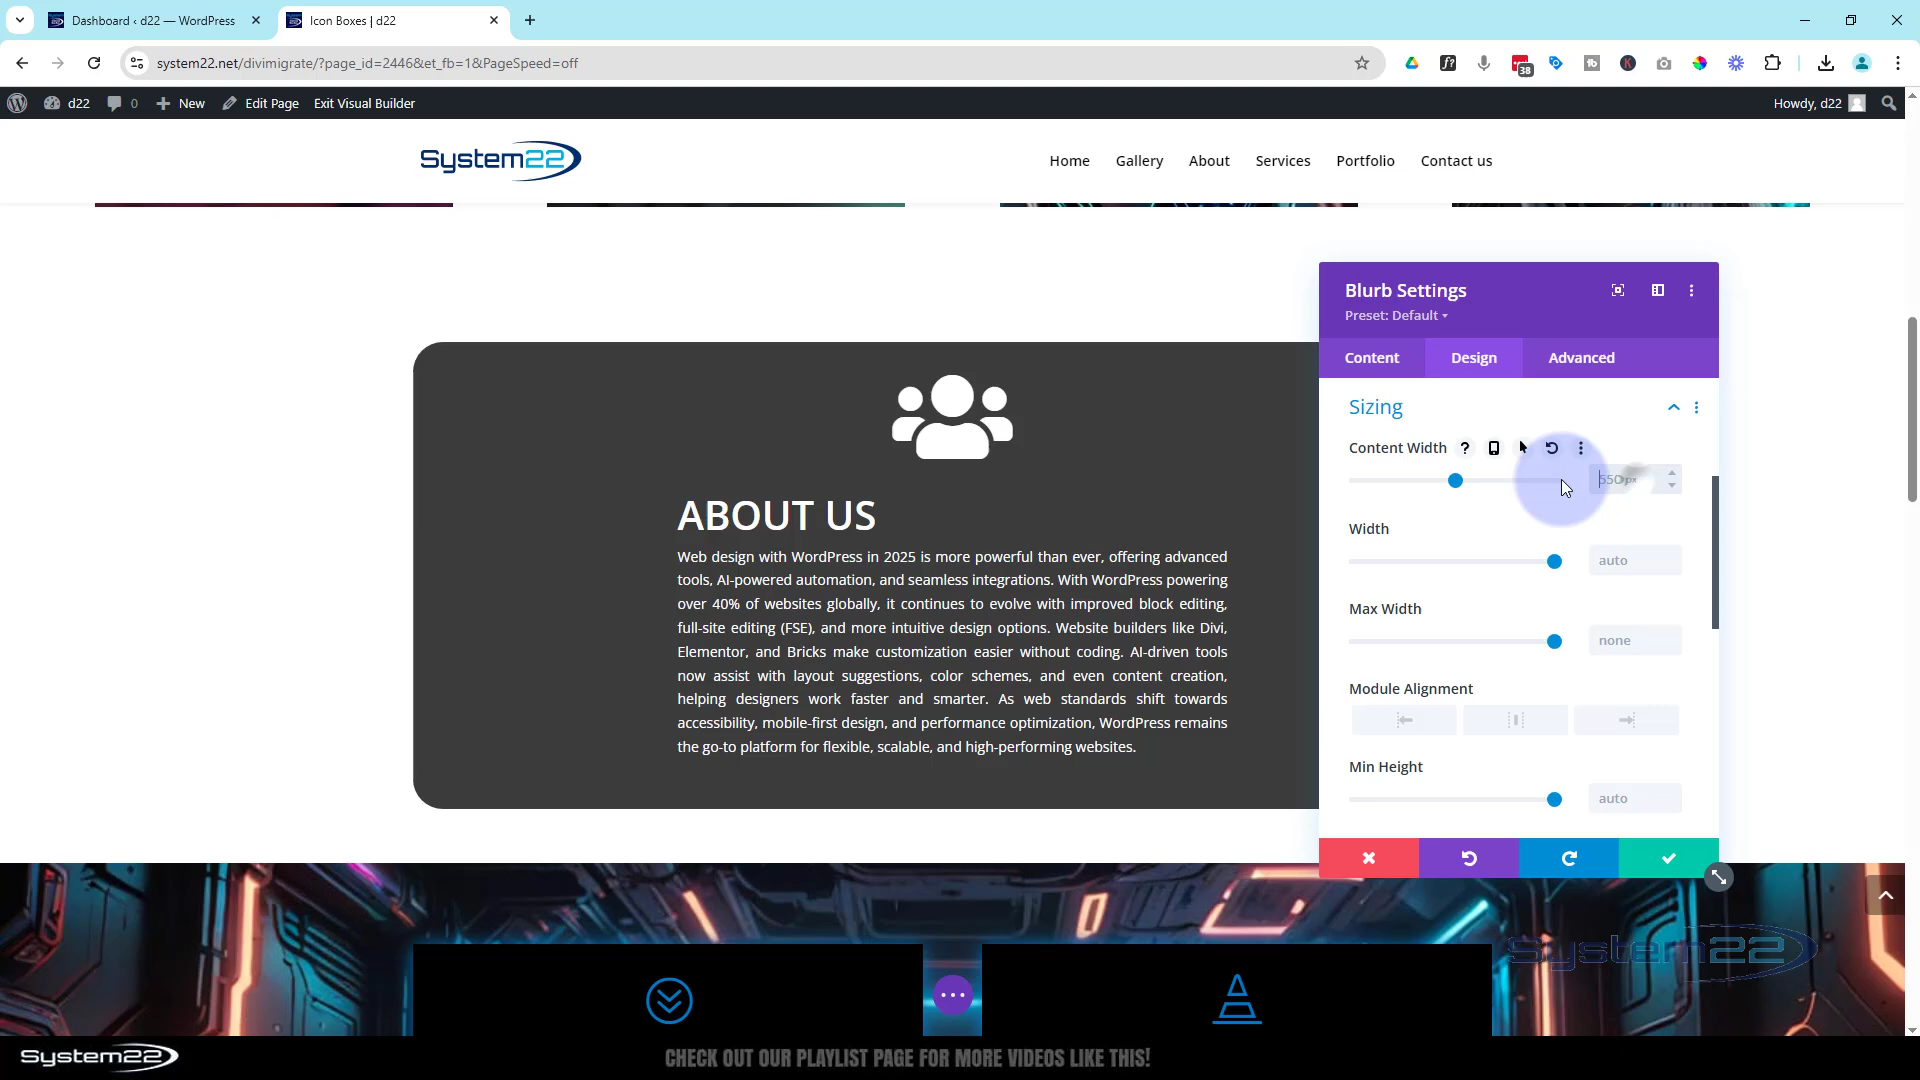 Dashboard ‹ d22 — WordPress
Icon Boxes | d22
system22.net/divimigrate/?page_id=2446&et_fb=1&PageSpeed=off
38
d22
0
New
Edit Page
Exit Visual Builder
Howdy, d22
System22
Home
Gallery
About
Services
Portfolio
Contact us
Blurb Settings
Preset: Default
Content
Design
Advanced
Sizing
Content Width
550px
Width
auto
Max Width
none
Module Alignment
Min Height
auto
ABOUT US
Web design with WordPress in 2025 is more powerful than ever, offering advanced
tools, AI-powered automation, and seamless integrations. With WordPress powering
over 40% of websites globally, it continues to evolve with improved block editing,
full-site editing (FSE), and more intuitive design options. Website builders like Divi,
Elementor, and Bricks make customization easier without coding. AI-driven tools
now assist with layout suggestions, color schemes, and even content creation,
helping designers work faster and smarter. As web standards shift towards
accessibility, mobile-first design, and performance optimization, WordPress remains
the go-to platform for flexible, scalable, and high-performing websites.
System22
System22
CHECK OUT OUR PLAYLIST PAGE FOR MORE VIDEOS LIKE THIS!